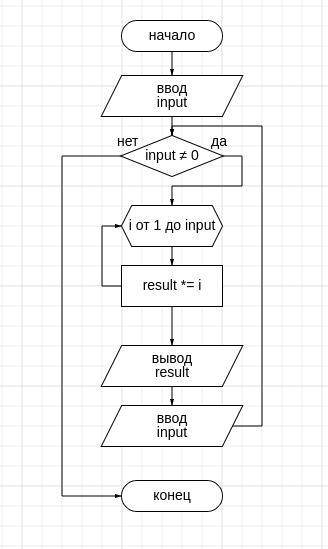 начало
ввод
input
нет
да
input ≠ 0
i от 1 до input
result *= i
вывод
result
ввод
input
конец